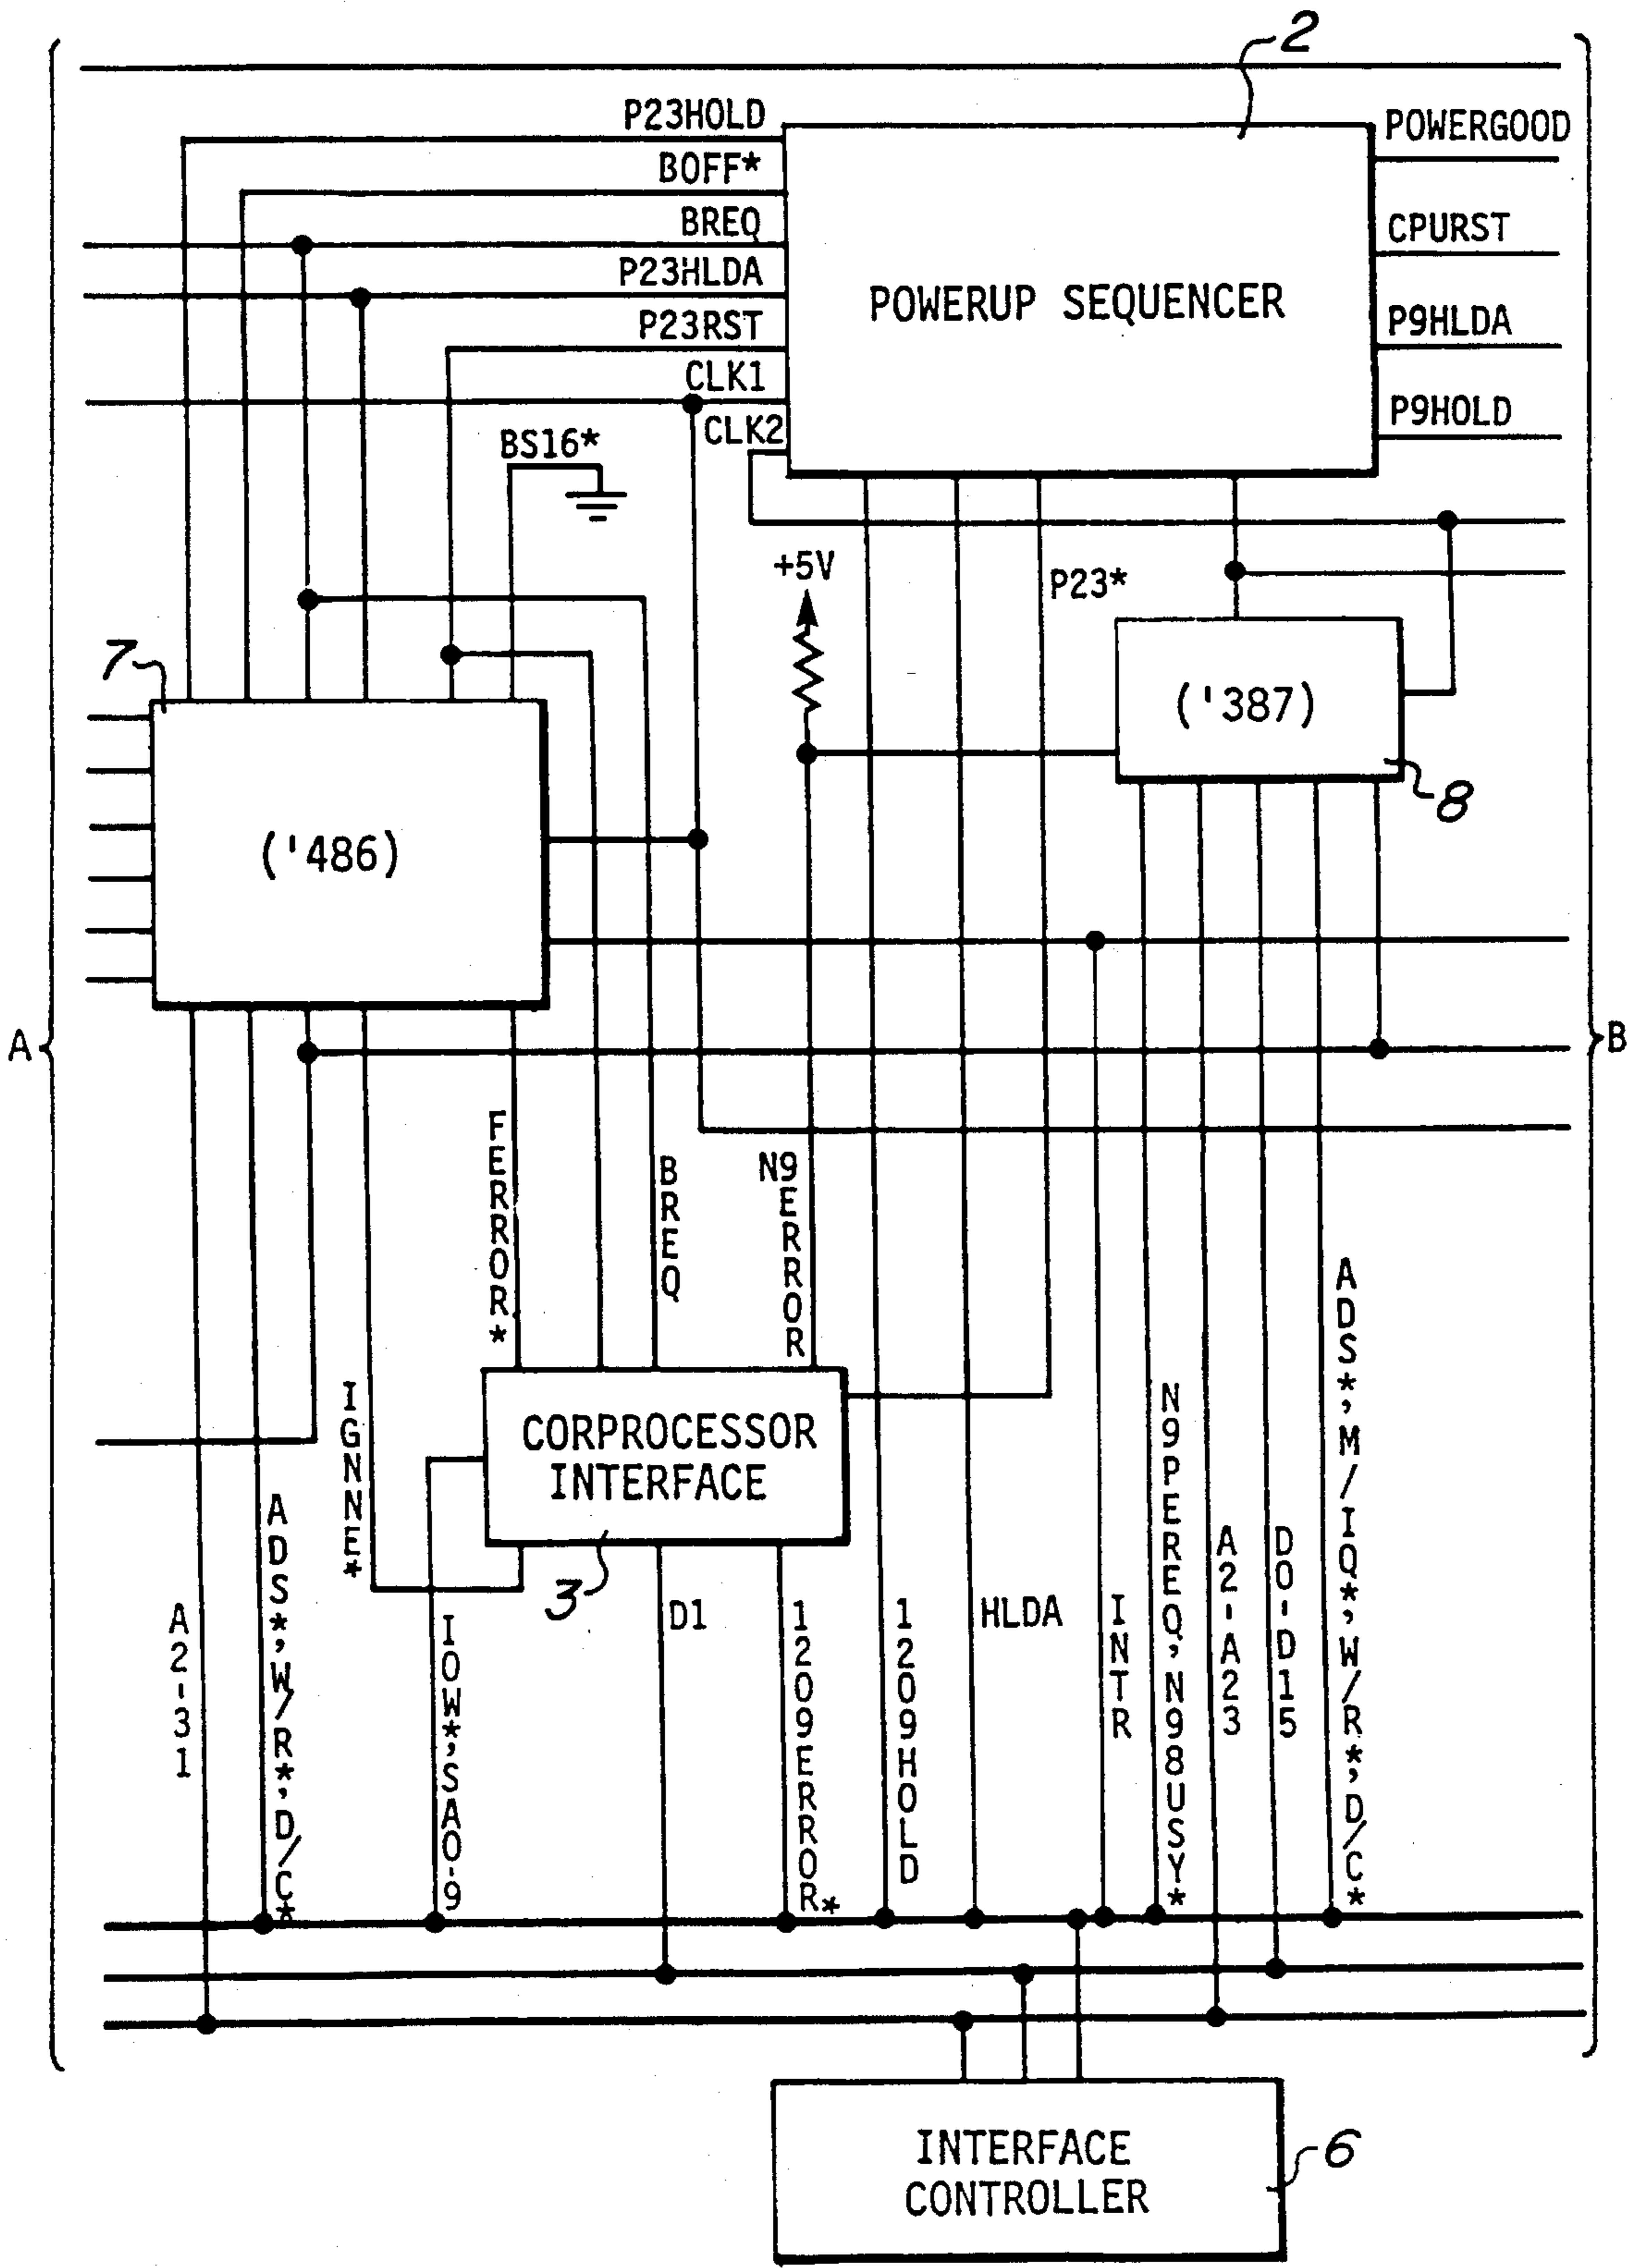 2
P23HOLD
POWERGOOD
BOFF*
BREQ
CPURST
P23HLDA
POWERUP SEQUENCER
P23RST
P9HLDA
CLK1
P9HOLD
CLK2
BS16*
+5V
P23*
7
('387)
8
('486)
A
B
FERROR*
BREQ
N9ERROR
ADS*,M/IQ*,W/R*,D/C*
IGNNE*
N9PEREQ,N98USY*
CORPROCESSOR
INTERFACE
ADS*,W/R*,D/C*
A2-A23
D0-D15
3
A2-31
IOW*,SA0-9
D1
1209ERROR*
1209HOLD
HLDA
INTR
INTERFACE
CONTROLLER
6